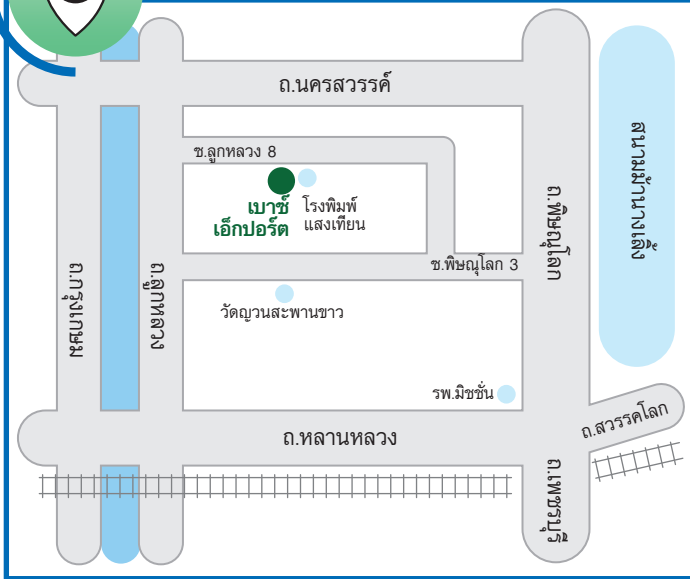 ถ.นครสวรรค์
ซ.ลูกหลวง 8
เบาซ์
เอ็กปอร์ต
โรงพิมพ์
แสงเทียน
ซ.พิษณุโลก 3
วัดญวนสะพานขาว
รพ.มิชชั่น
ถ.หลานหลวง
ถ.กรุงเกษม
ถ.ลูกหลวง
ถ.พิษณุโลก
สนามม้านางเลิ้ง
ถ.สวรรคโลก
ถ.เพชรบุรี